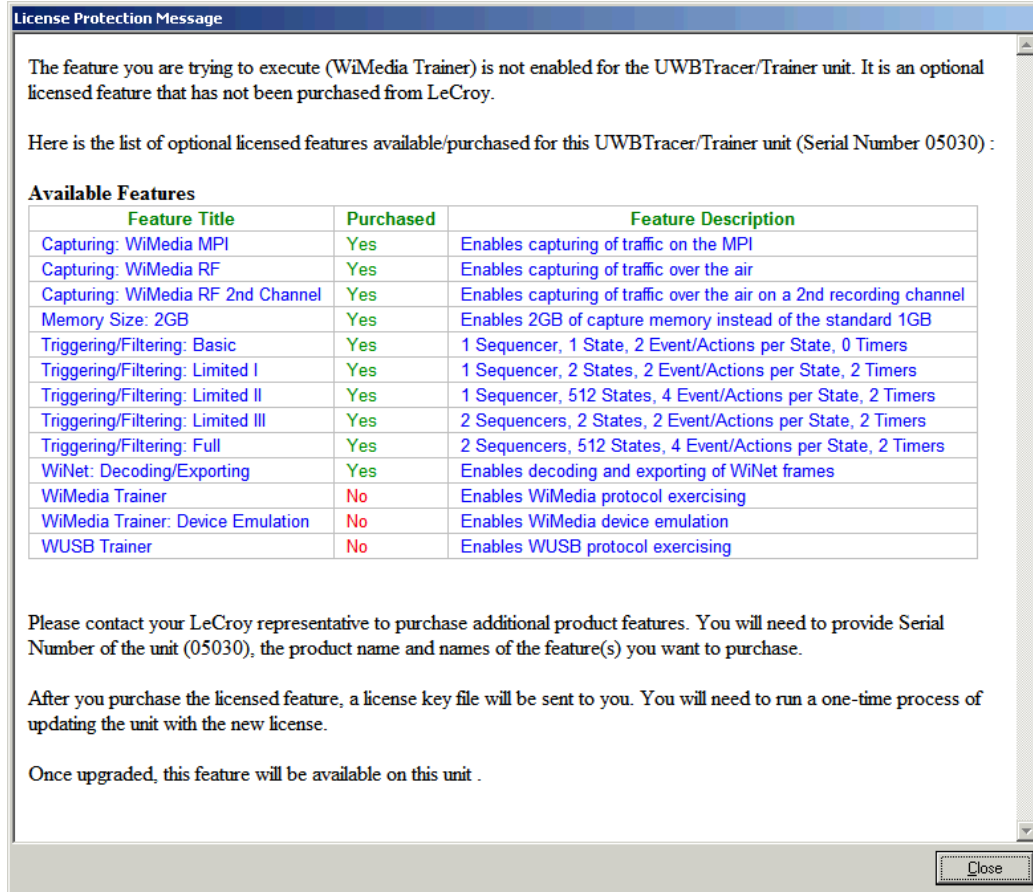 License Protection Message
The feature you are trying to execute (WiMedia Trainer) is not enabled for the UWBTracer/Trainer unit. It is an optional
licensed feature that has not been purchased from LeCroy.
Here is the list of optional licensed features available/purchased for this UWBTracer/Trainer unit (Serial Number 05030) :
Available Features
Feature Title Purchased Feature Description
Capturing: WiMedia MPI Yes Enables capturing of traffic on the MPI
Capturing: WiMedia RF Yes Enables capturing of traffic over the air
Capturing: WiMedia RF 2nd Channel Yes Enables capturing of traffic over the air on a 2nd recording channel
Memory Size: 2GB Yes Enables 2GB of capture memory instead of the standard 1GB
Triggering/Filtering: Basic Yes 1 Sequencer, 1 State, 2 Event/Actions per State, 0 Timers
Triggering/Filtering: Limited I Yes 1 Sequencer, 2 States, 2 Event/Actions per State, 2 Timers
Triggering/Filtering: Limited II Yes 1 Sequencer, 512 States, 4 Event/Actions per State, 2 Timers
Triggering/Filtering: Limited III Yes 2 Sequencers, 2 States, 2 Event/Actions per State, 2 Timers
Triggering/Filtering: Full Yes 2 Sequencers, 512 States, 4 Event/Actions per State, 2 Timers
WiNet: Decoding/Exporting Yes Enables decoding and exporting of WiNet frames
WiMedia Trainer No Enables WiMedia protocol exercising
WiMedia Trainer: Device Emulation No Enables WiMedia device emulation
WUSB Trainer No Enables WUSB protocol exercising
Please contact your LeCroy representative to purchase additional product features. You will need to provide Serial
Number of the unit (05030), the product name and names of the feature(s) you want to purchase.
After you purchase the licensed feature, a license key file will be sent to you. You will need to run a one-time process of
updating the unit with the new license.
Once upgraded, this feature will be available on this unit .
Close